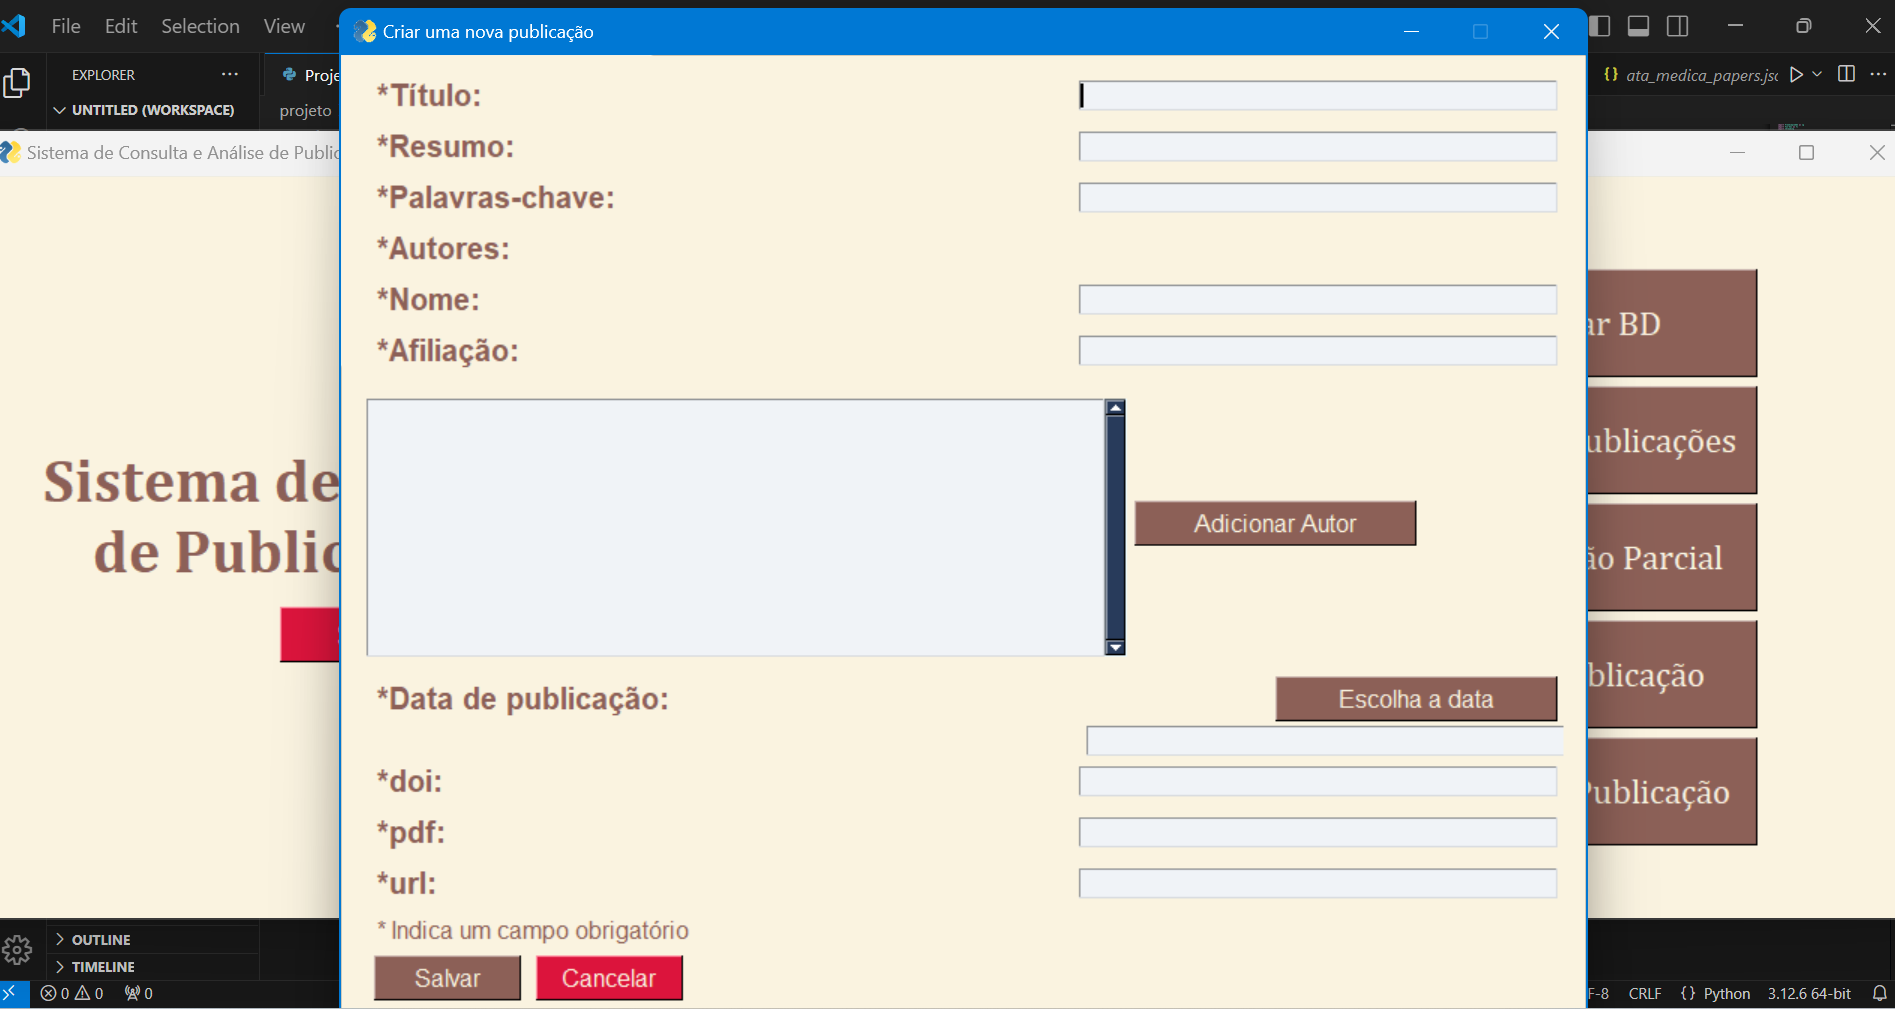 File Edit Selection View
Criar uma nova publicação
EXPLORER
UNTITLED (WORKSPACE)
projeto
ata_medica_papers.jsc
Sistema de Consulta e Análise de Public
*Título:
*Resumo:
*Palavras-chave:
*Autores:
*Nome:
*Afiliação:
Adicionar Autor
*Data de publicação:
Escolha a data
*doi:
*pdf:
*url:
* Indica um campo obrigatório
Salvar
Cancelar
Sistema de
de Public
ar BD
ublicações
ão Parcial
blicação
Publicação
OUTLINE
TIMELINE
0 0 0
F-8 CRLF {} Python 3.12.6 64-bit